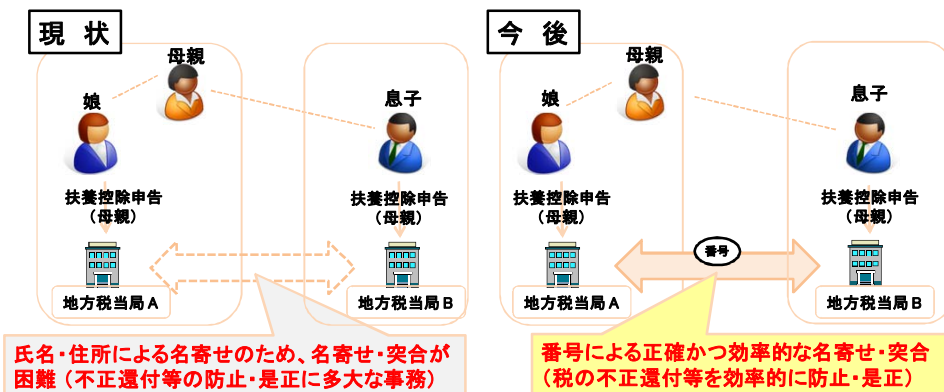 現 状
母親
娘
息子
扶養控除申告
（母親）
扶養控除申告
（母親）
地方税当局Ａ
地方税当局Ｂ
氏名・住所による名寄せのため、名寄せ・突合が
困難（不正還付等の防止・是正に多大な事務）
今 後
母親
娘
息子
扶養控除申告
（母親）
扶養控除申告
（母親）
番号
地方税当局Ａ
地方税当局Ｂ
番号による正確かつ効率的な名寄せ・突合
（税の不正還付等を効率的に防止・是正）